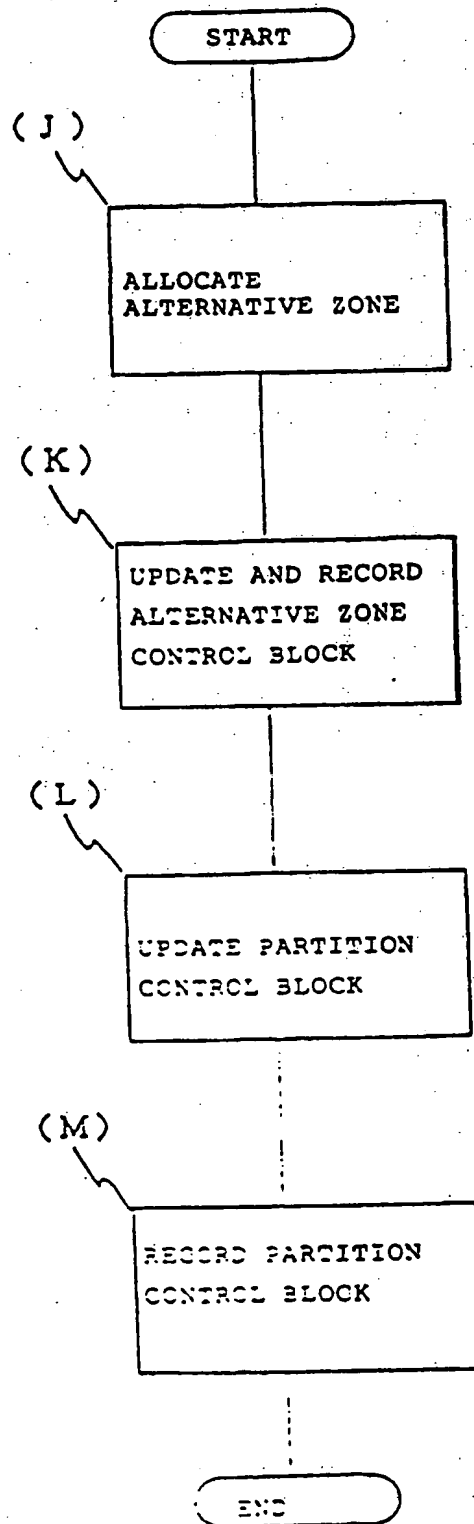 START
(J)
ALLOCATE
ALTERNATIVE ZONE
(K)
UPDATE AND RECORD
ALTERNATIVE ZONE
CONTROL BLOCK
(L)
UPDATE PARTITION
CONTROL BLOCK
(M)
RECORD PARTITION
CONTROL BLOCK
END